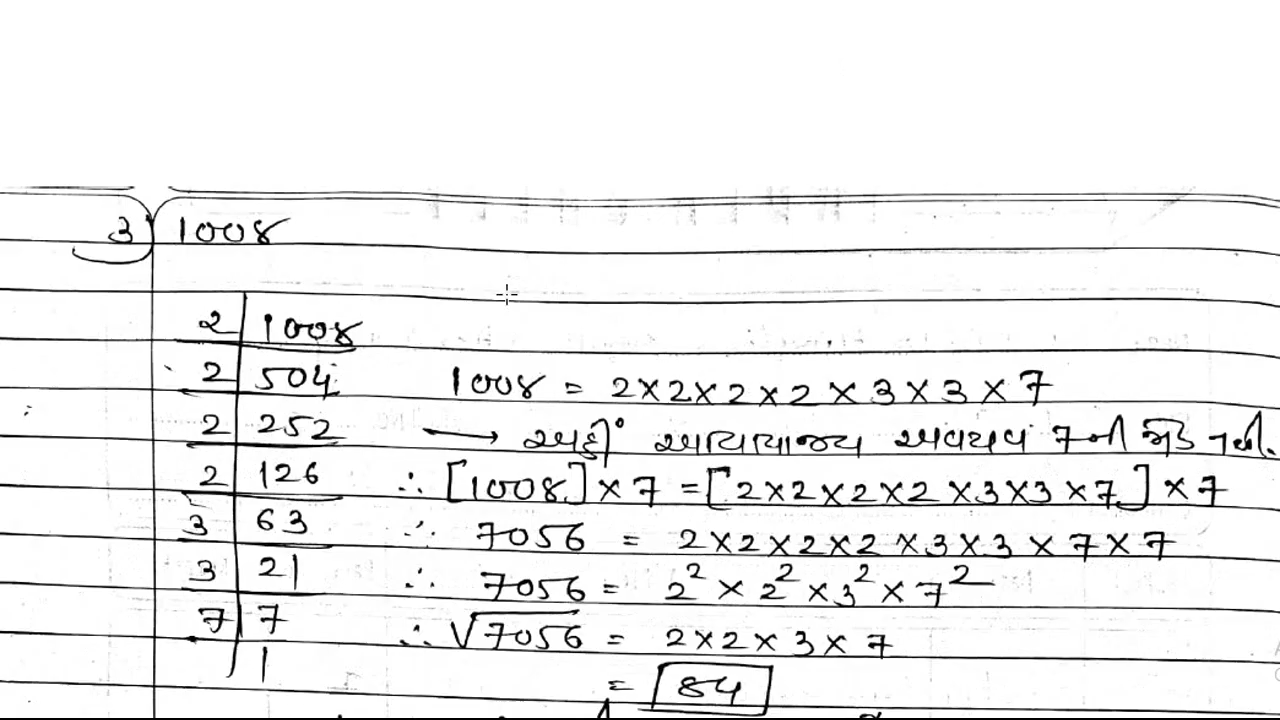 3) 1008
2 | 1008
2 | 504
2 | 252
2 | 126
3 | 63
3 | 21
7 | 7
1
1008 = 2×2×2×2×3×3×7
→ અહીં અવિભાજ્ય અવયવ 7ની જોડ નથી.
∴ [1008]×7 = [2×2×2×2×3×3×7]×7
∴ 7056 = 2×2×2×2×3×3×7×7
∴ 7056 = 2²×2²×3²×7²
∴ √7056 = 2×2×3×7
= 84